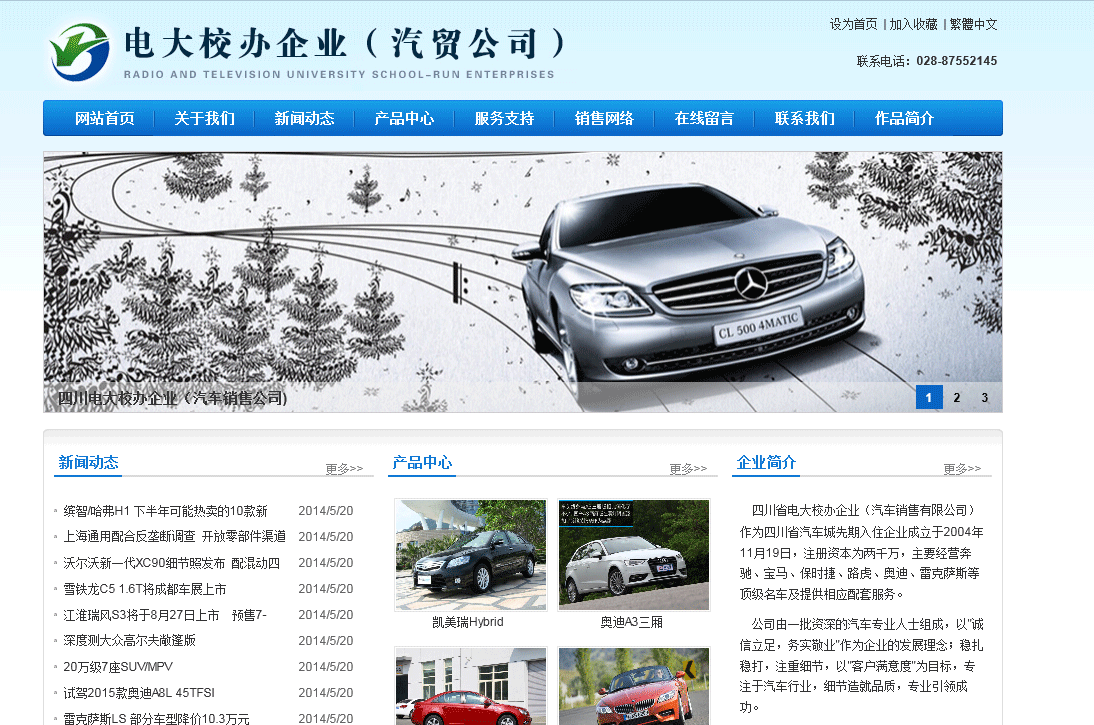 设为首页 | 加入收藏 | 繁體中文
电大校办企业（汽贸公司）
RADIO AND TELEVISION UNIVERSITY SCHOOL-RUN ENTERPRISES
联系电话：028-87552145
网站首页 关于我们 新闻动态 产品中心 服务支持 销售网络 在线留言 联系我们 作品简介
CL 500 4MATIC
四川电大校办企业（汽车销售公司）
1 2 3
新闻动态 更多>>
缤智/哈弗H1 下半年可能热卖的10款新 2014/5/20
上海通用配合反垄断调查 开放零部件渠道 2014/5/20
沃尔沃新一代XC90细节照发布 配混动四 2014/5/20
雪铁龙C5 1.6T将成都车展上市 2014/5/20
江淮瑞风S3将于8月27日上市 预售7- 2014/5/20
深度测大众高尔夫敞篷版 2014/5/20
20万级7座SUV/MPV 2014/5/20
试驾2015款奥迪A8L 45TFSI 2014/5/20
雷克萨斯LS 部分车型降价10.3万元 2014/5/20
产品中心 更多>>
凯美瑞Hybrid
奥迪A3三厢
企业简介 更多>>
四川省电大校办企业（汽车销售有限公司）
作为四川省汽车城先期入住企业成立于2004年
11月19日，注册资本为两千万，主要经营奔
驰、宝马、保时捷、路虎、奥迪、雷克萨斯等
顶级名车及提供相应配套服务。
公司由一批资深的汽车专业人士组成，以"诚
信立足，务实敬业"作为企业的发展理念；稳扎
稳打，注重细节，以"客户满意度"为目标，专
注于汽车行业，细节造就品质，专业引领成
功。